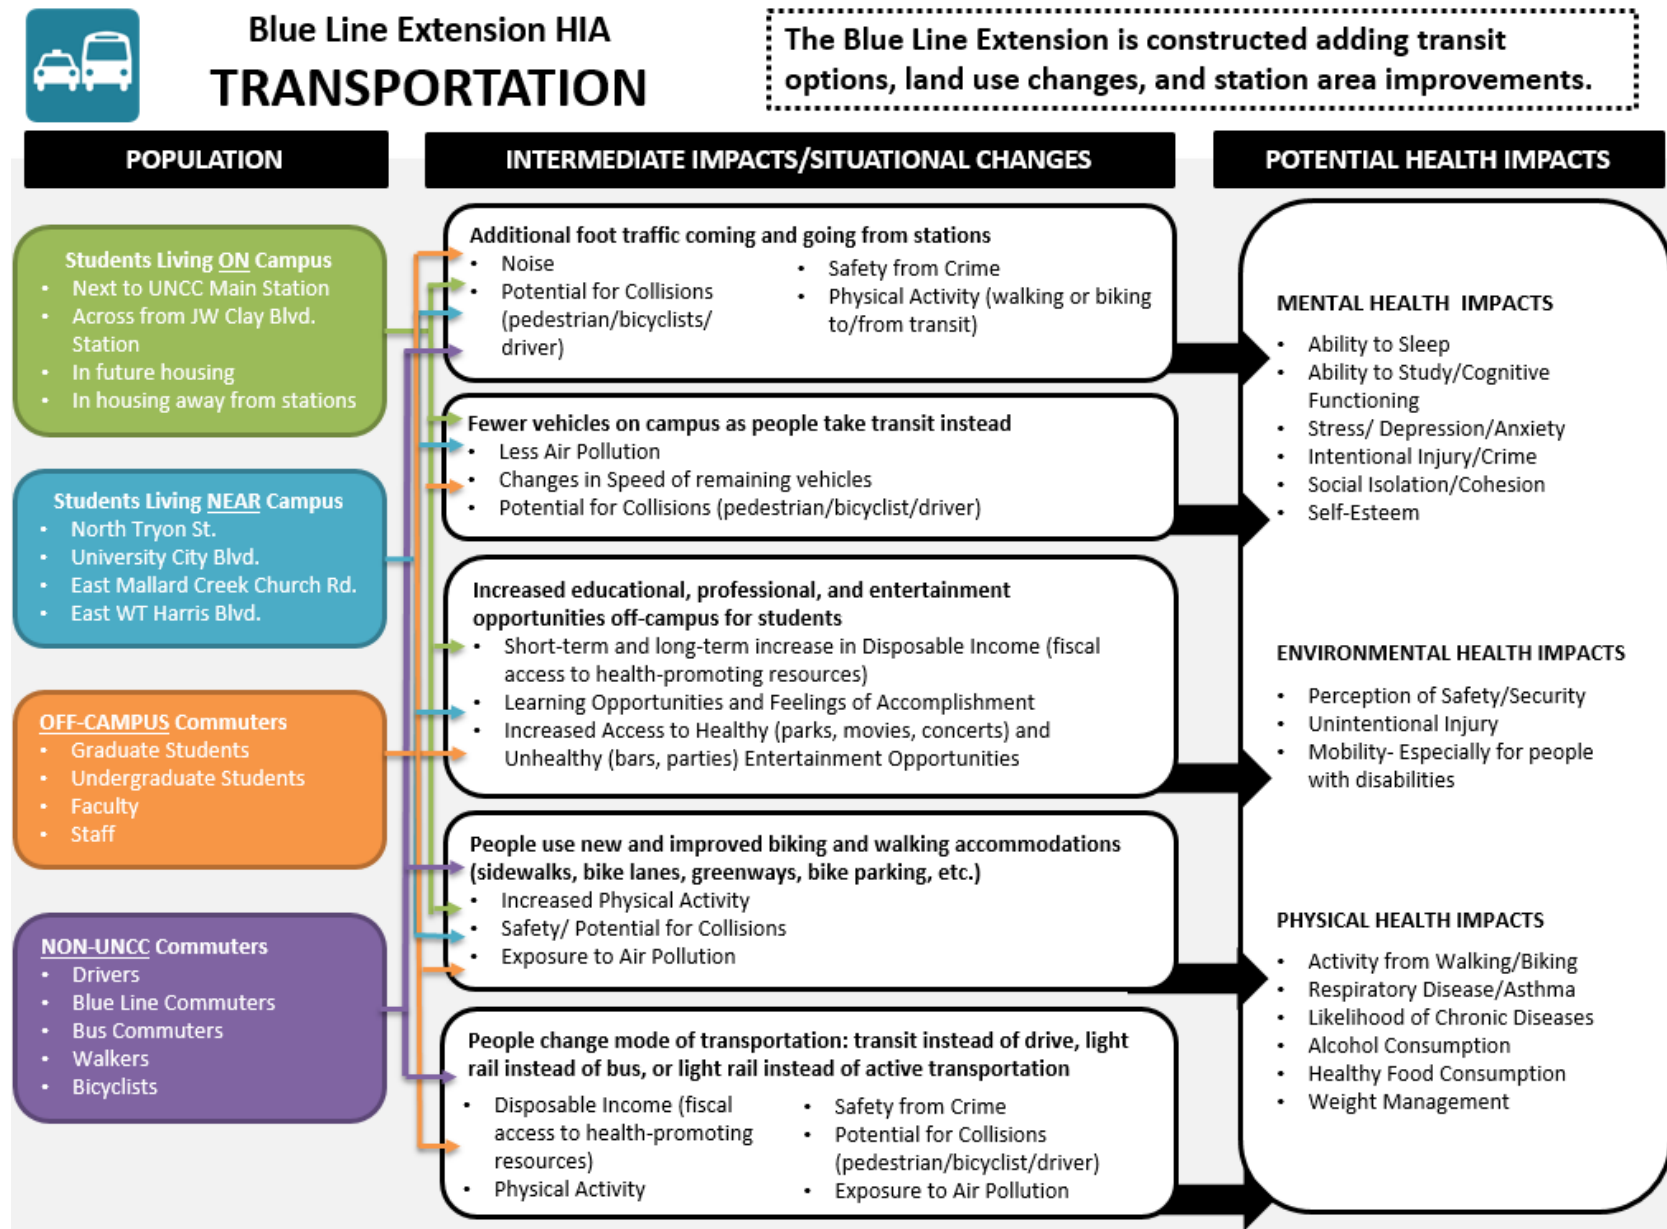 Blue Line Extension HIA
TRANSPORTATION
The Blue Line Extension is constructed adding transit
options, land use changes, and station area improvements.
POPULATION
INTERMEDIATE IMPACTS/SITUATIONAL CHANGES
POTENTIAL HEALTH IMPACTS
Students Living ON Campus
• Next to UNCC Main Station
• Across from JW Clay Blvd.
Station
• In future housing
• In housing away from stations
Students Living NEAR Campus
• North Tryon St.
• University City Blvd.
• East Mallard Creek Church Rd.
• East WT Harris Blvd.
OFF-CAMPUS Commuters
• Graduate Students
• Undergraduate Students
• Faculty
• Staff
NON-UNCC Commuters
• Drivers
• Blue Line Commuters
• Bus Commuters
• Walkers
• Bicyclists
Additional foot traffic coming and going from stations
• Noise
• Potential for Collisions
(pedestrian/bicyclists/
driver)
• Safety from Crime
• Physical Activity (walking or biking
to/from transit)
Fewer vehicles on campus as people take transit instead
• Less Air Pollution
• Changes in Speed of remaining vehicles
• Potential for Collisions (pedestrian/bicyclist/driver)
Increased educational, professional, and entertainment
opportunities off-campus for students
• Short-term and long-term increase in Disposable Income (fiscal
access to health-promoting resources)
• Learning Opportunities and Feelings of Accomplishment
• Increased Access to Healthy (parks, movies, concerts) and
Unhealthy (bars, parties) Entertainment Opportunities
People use new and improved biking and walking accommodations
(sidewalks, bike lanes, greenways, bike parking, etc.)
• Increased Physical Activity
• Safety/ Potential for Collisions
• Exposure to Air Pollution
People change mode of transportation: transit instead of drive, light
rail instead of bus, or light rail instead of active transportation
• Disposable Income (fiscal
access to health-promoting
resources)
• Physical Activity
• Safety from Crime
• Potential for Collisions
(pedestrian/bicyclist/driver)
• Exposure to Air Pollution
MENTAL HEALTH IMPACTS
• Ability to Sleep
• Ability to Study/Cognitive
Functioning
• Stress/ Depression/Anxiety
• Intentional Injury/Crime
• Social Isolation/Cohesion
• Self-Esteem
ENVIRONMENTAL HEALTH IMPACTS
• Perception of Safety/Security
• Unintentional Injury
• Mobility- Especially for people
with disabilities
PHYSICAL HEALTH IMPACTS
• Activity from Walking/Biking
• Respiratory Disease/Asthma
• Likelihood of Chronic Diseases
• Alcohol Consumption
• Healthy Food Consumption
• Weight Management